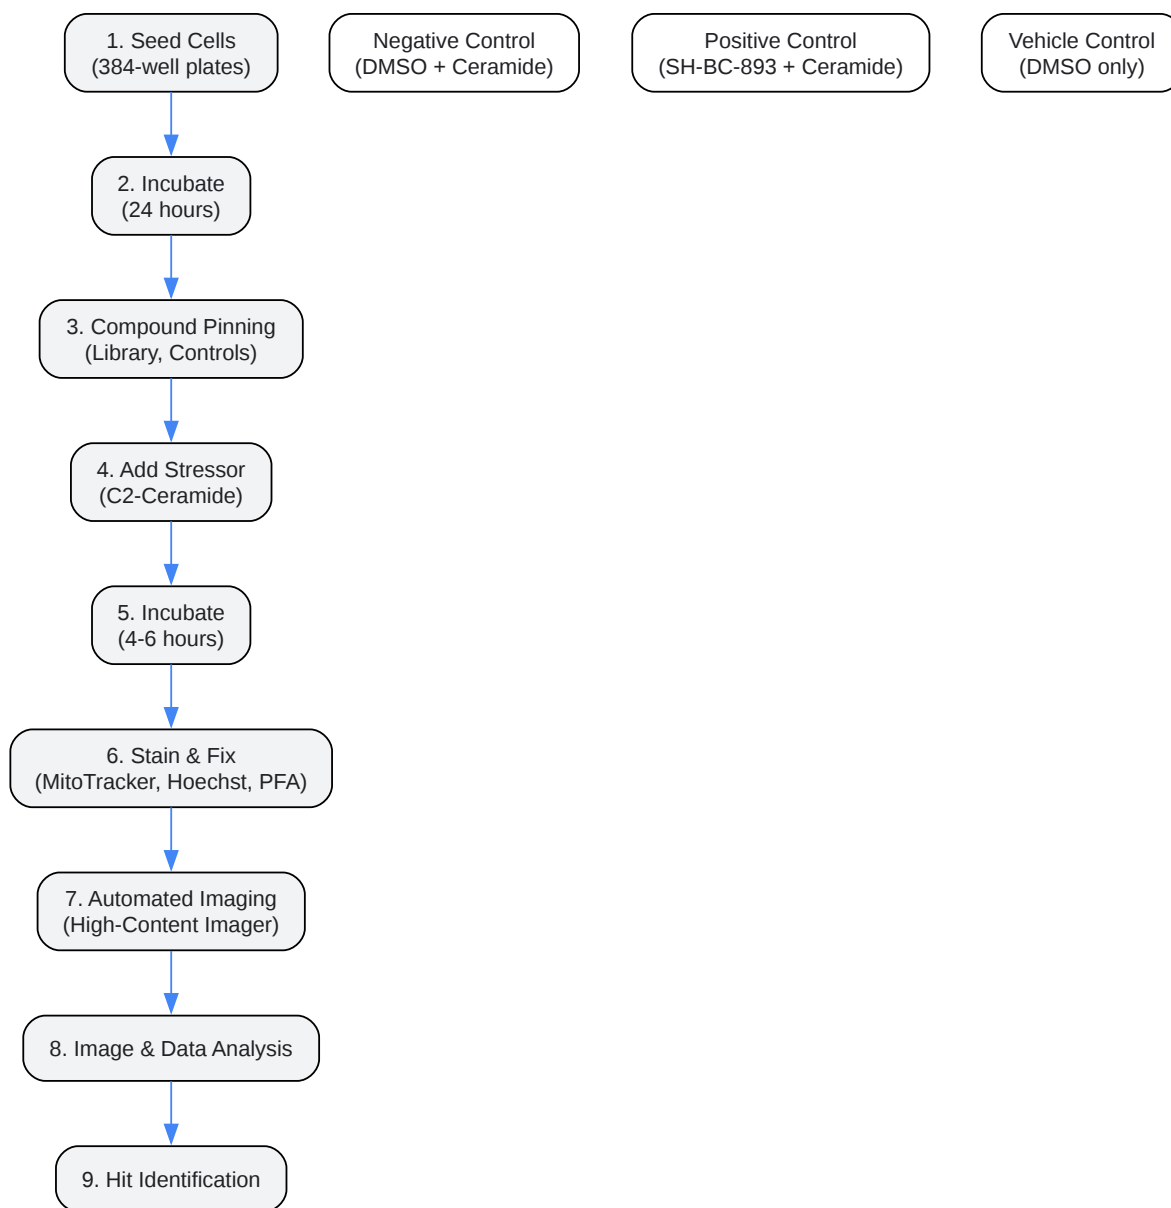 1. Seed Cells
(384-well plates)
Negative Control
(DMSO + Ceramide)
Positive Control
(SH-BC-893 + Ceramide)
Vehicle Control
(DMSO only)
2. Incubate
(24 hours)
3. Compound Pinning
(Library, Controls)
4. Add Stressor
(C2-Ceramide)
5. Incubate
(4-6 hours)
6. Stain & Fix
(MitoTracker, Hoechst, PFA)
7. Automated Imaging
(High-Content Imager)
8. Image & Data Analysis
9. Hit Identification